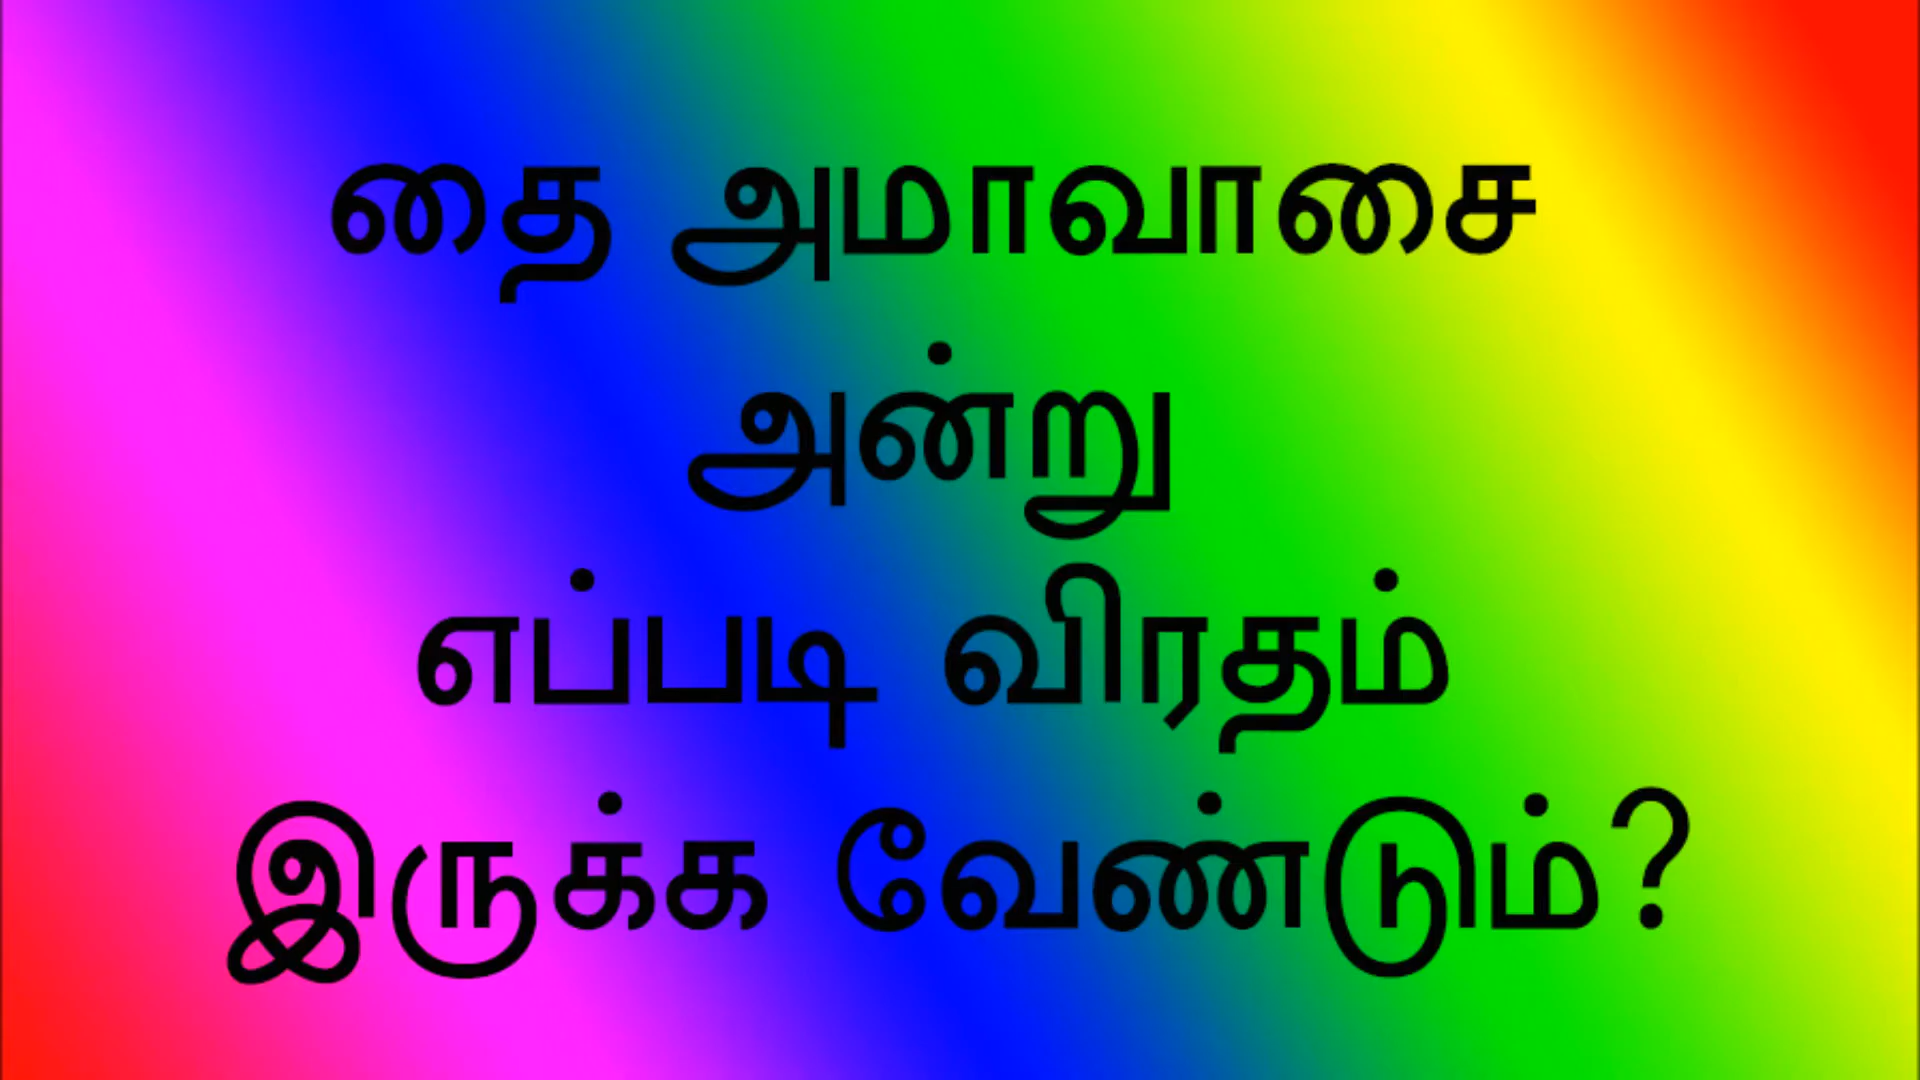 தை அமாவாசை
அன்று
எப்படி விரதம்
இருக்க வேண்டும்?